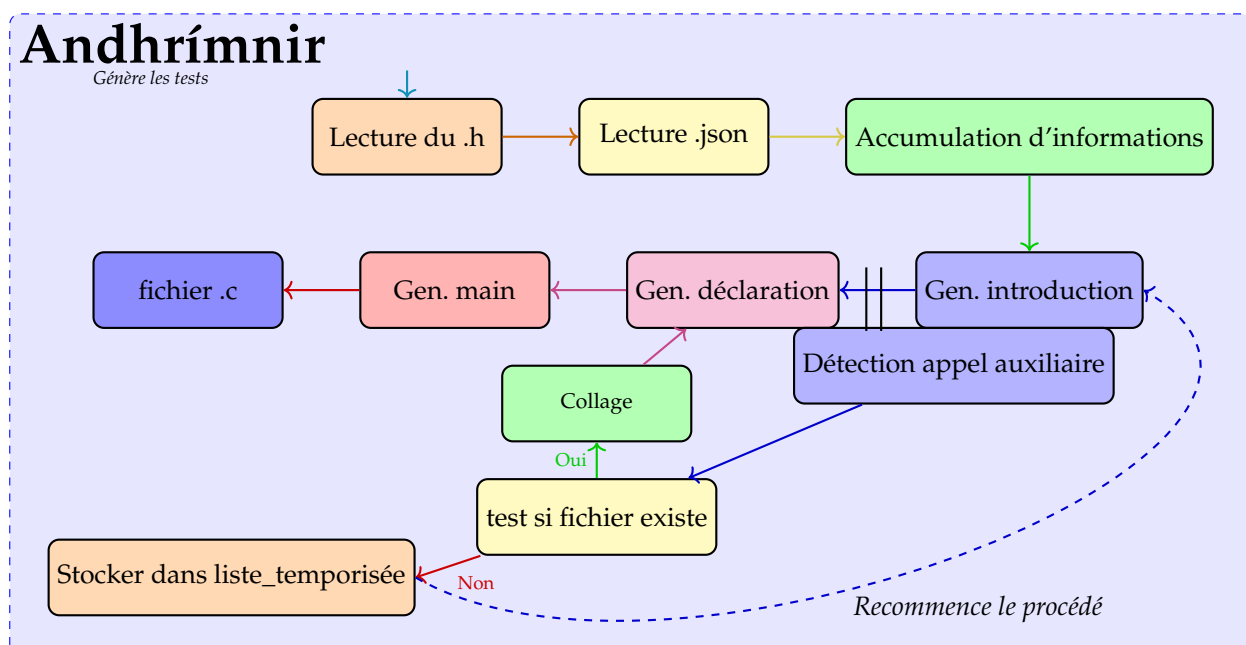 Andhrímnir
Génère les tests
Lecture du .h
Lecture .json
Accumulation d'informations
fichier .c
Gen. main
Gen. déclaration
Gen. introduction
Détection appel auxiliaire
Collage
Oui
test si fichier existe
Stocker dans liste_temporisée
Non
Recommence le procédé